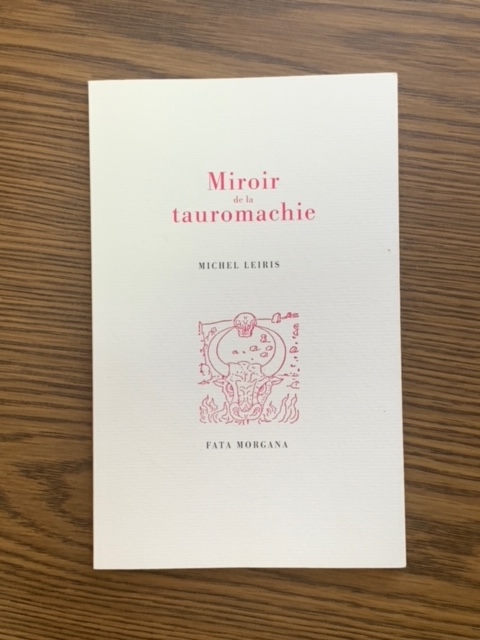 Miroir
de la
tauromachie
MICHEL LEIRIS
FATA MORGANA